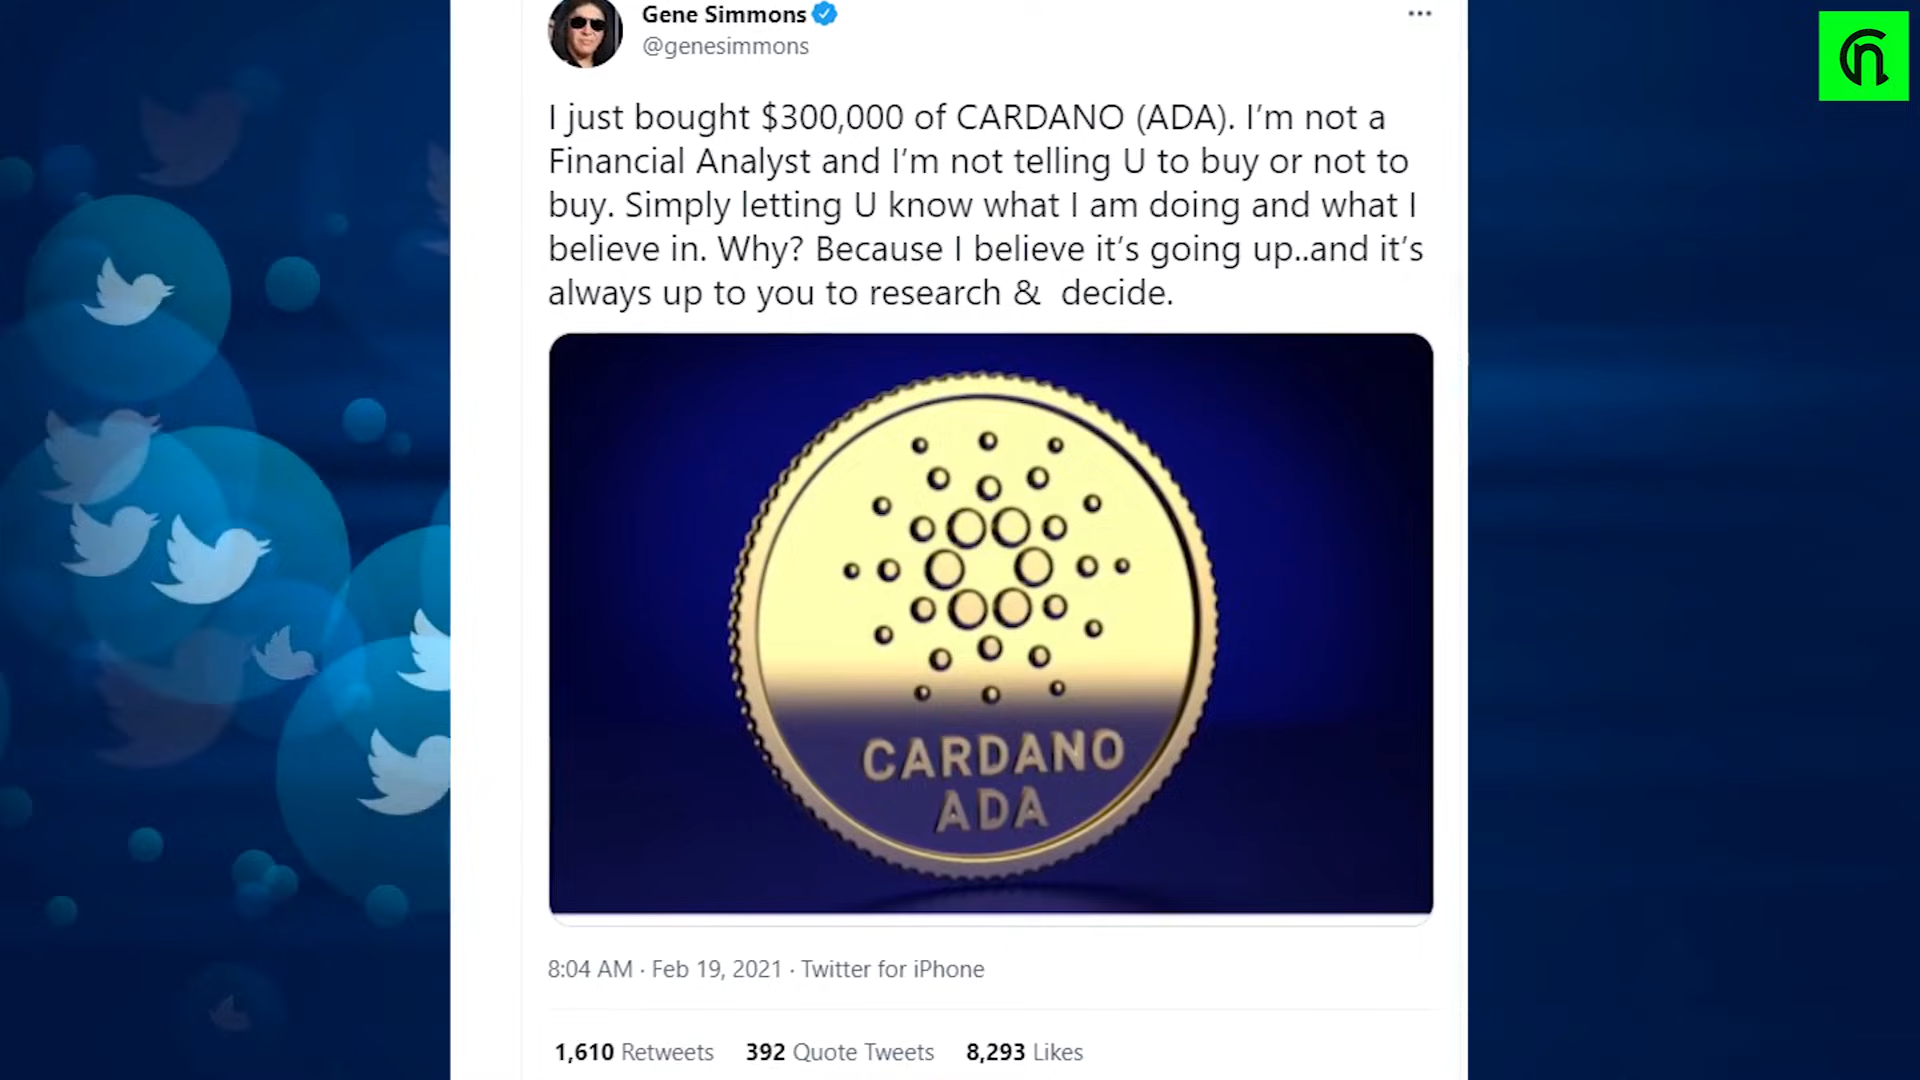 Gene Simmons
@genesimmons
I just bought $300,000 of CARDANO (ADA). I’m not a
Financial Analyst and I’m not telling U to buy or not to
buy. Simply letting U know what I am doing and what I
believe in. Why? Because I believe it’s going up..and it’s
always up to you to research &  decide.
CARDANO
ADA
8:04 AM · Feb 19, 2021 · Twitter for iPhone
1,610 Retweets 392 Quote Tweets 8,293 Likes